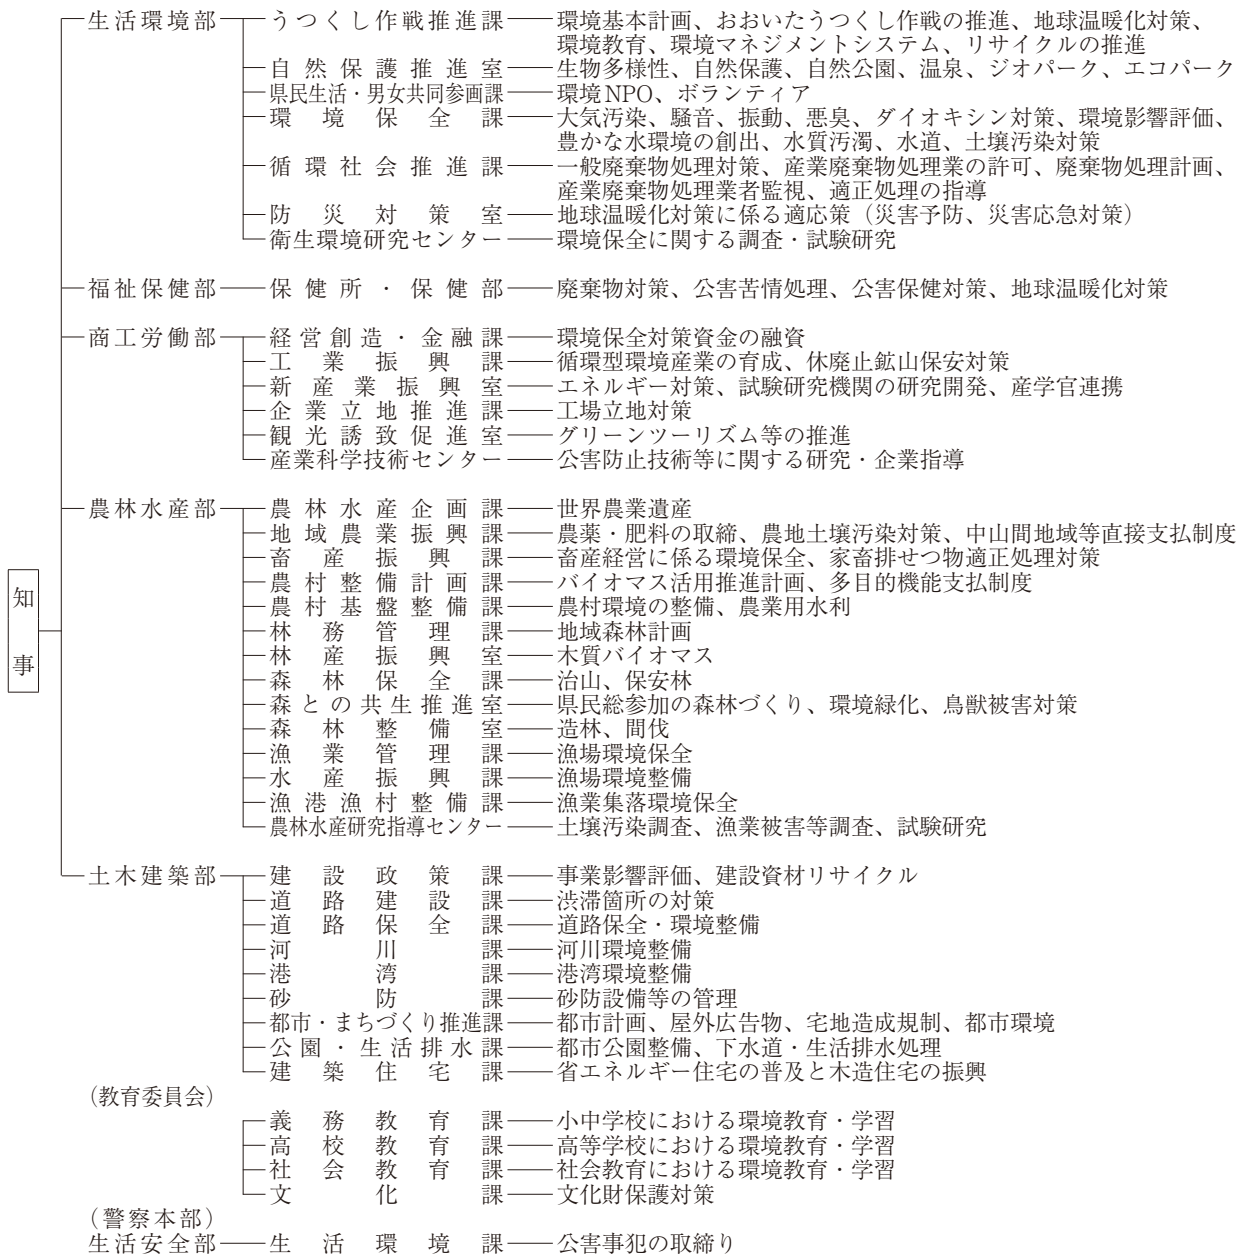 生活環境部 うつくし作戦推進課 環境基本計画、おおいたうつくし作戦の推進、地球温暖化対策、
環境教育、環境マネジメントシステム、リサイクルの推進
自然保護推進室 生物多様性、自然保護、自然公園、温泉、ジオパーク、エコパーク
県民生活・男女共同参画課 環境NPO、ボランティア
環境保全課 大気汚染、騒音、振動、悪臭、ダイオキシン対策、環境影響評価、
豊かな水環境の創出、水質汚濁、水道、土壌汚染対策
循環社会推進課 一般廃棄物処理対策、産業廃棄物処理業の許可、廃棄物処理計画、
産業廃棄物処理業者監視、適正処理の指導
防災対策室 地球温暖化対策に係る適応策（災害予防、災害応急対策）
衛生環境研究センター 環境保全に関する調査・試験研究
福祉保健部 保健所・保健部 廃棄物対策、公害苦情処理、公害保健対策、地球温暖化対策
商工労働部 経営創造・金融課 環境保全対策資金の融資
工業振興課 循環型環境産業の育成、休廃止鉱山保安対策
新産業振興室 エネルギー対策、試験研究機関の研究開発、産学官連携
企業立地推進課 工場立地対策
観光誘致促進室 グリーンツーリズム等の推進
産業科学技術センター 公害防止技術等に関する研究・企業指導
農林水産部 農林水産企画課 世界農業遺産
地域農業振興課 農薬・肥料の取締、農地土壌汚染対策、中山間地域等直接支払制度
畜産振興課 畜産経営に係る環境保全、家畜排せつ物適正処理対策
農村整備計画課 バイオマス活用推進計画、多目的機能支払制度
農村基盤整備課 農村環境の整備、農業用水利
知事
林務管理課 地域森林計画
林産振興室 木質バイオマス
森林保全課 治山、保安林
森との共生推進室 県民総参加の森林づくり、環境緑化、鳥獣被害対策
森林整備室 造林、間伐
漁業管理課 漁場環境保全
水産振興課 漁場環境整備
漁港漁村整備課 漁業集落環境保全
農林水産研究指導センター 土壌汚染調査、漁業被害等調査、試験研究
土木建築部 建設政策課 事業影響評価、建設資材リサイクル
道路建設課 渋滞箇所の対策
道路保全課 道路保全・環境整備
河川課 河川環境整備
港湾課 港湾環境整備
砂防課 砂防設備等の管理
都市・まちづくり推進課 都市計画、屋外広告物、宅地造成規制、都市環境
公園・生活排水課 都市公園整備、下水道・生活排水処理
建築住宅課 省エネルギー住宅の普及と木造住宅の振興
（教育委員会）
義務教育課 小中学校における環境教育・学習
高校教育課 高等学校における環境教育・学習
社会教育課 社会教育における環境教育・学習
文化課 文化財保護対策
（警察本部）
生活安全部 生活環境課 公害事犯の取締り